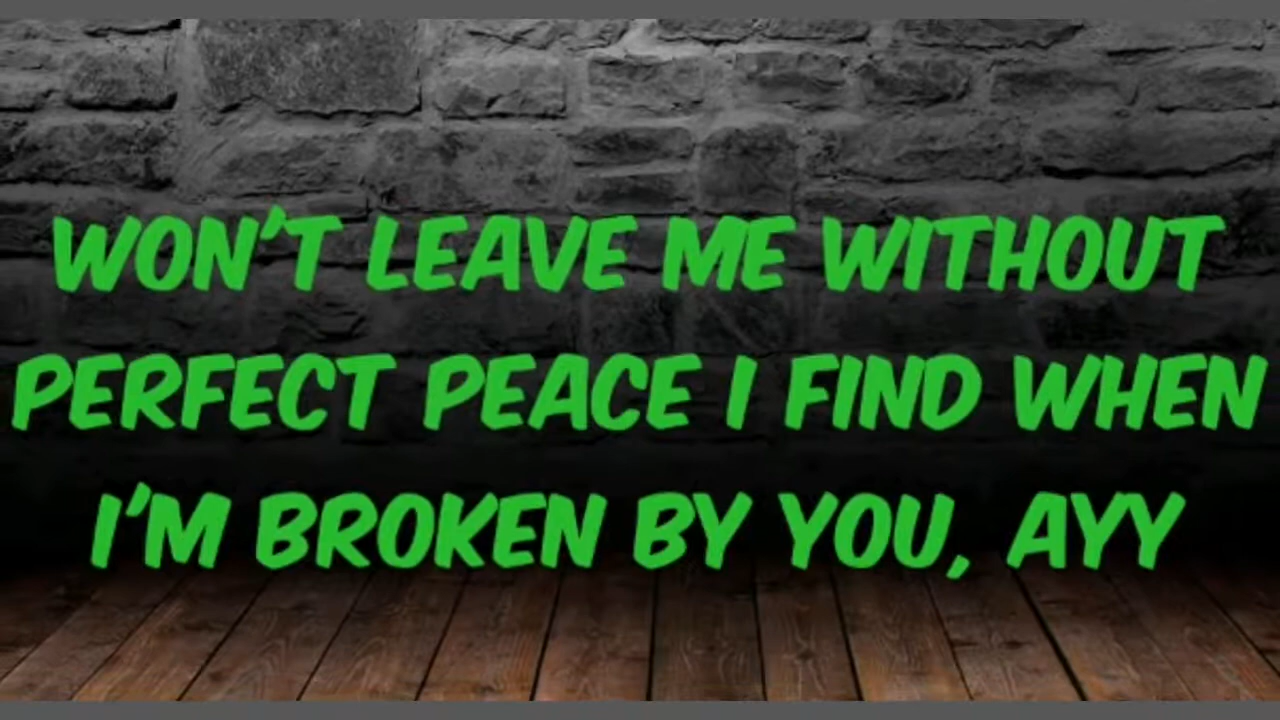 WON'T LEAVE ME WITHOUT
PERFECT PEACE I FIND WHEN
I'M BROKEN BY YOU, AYY